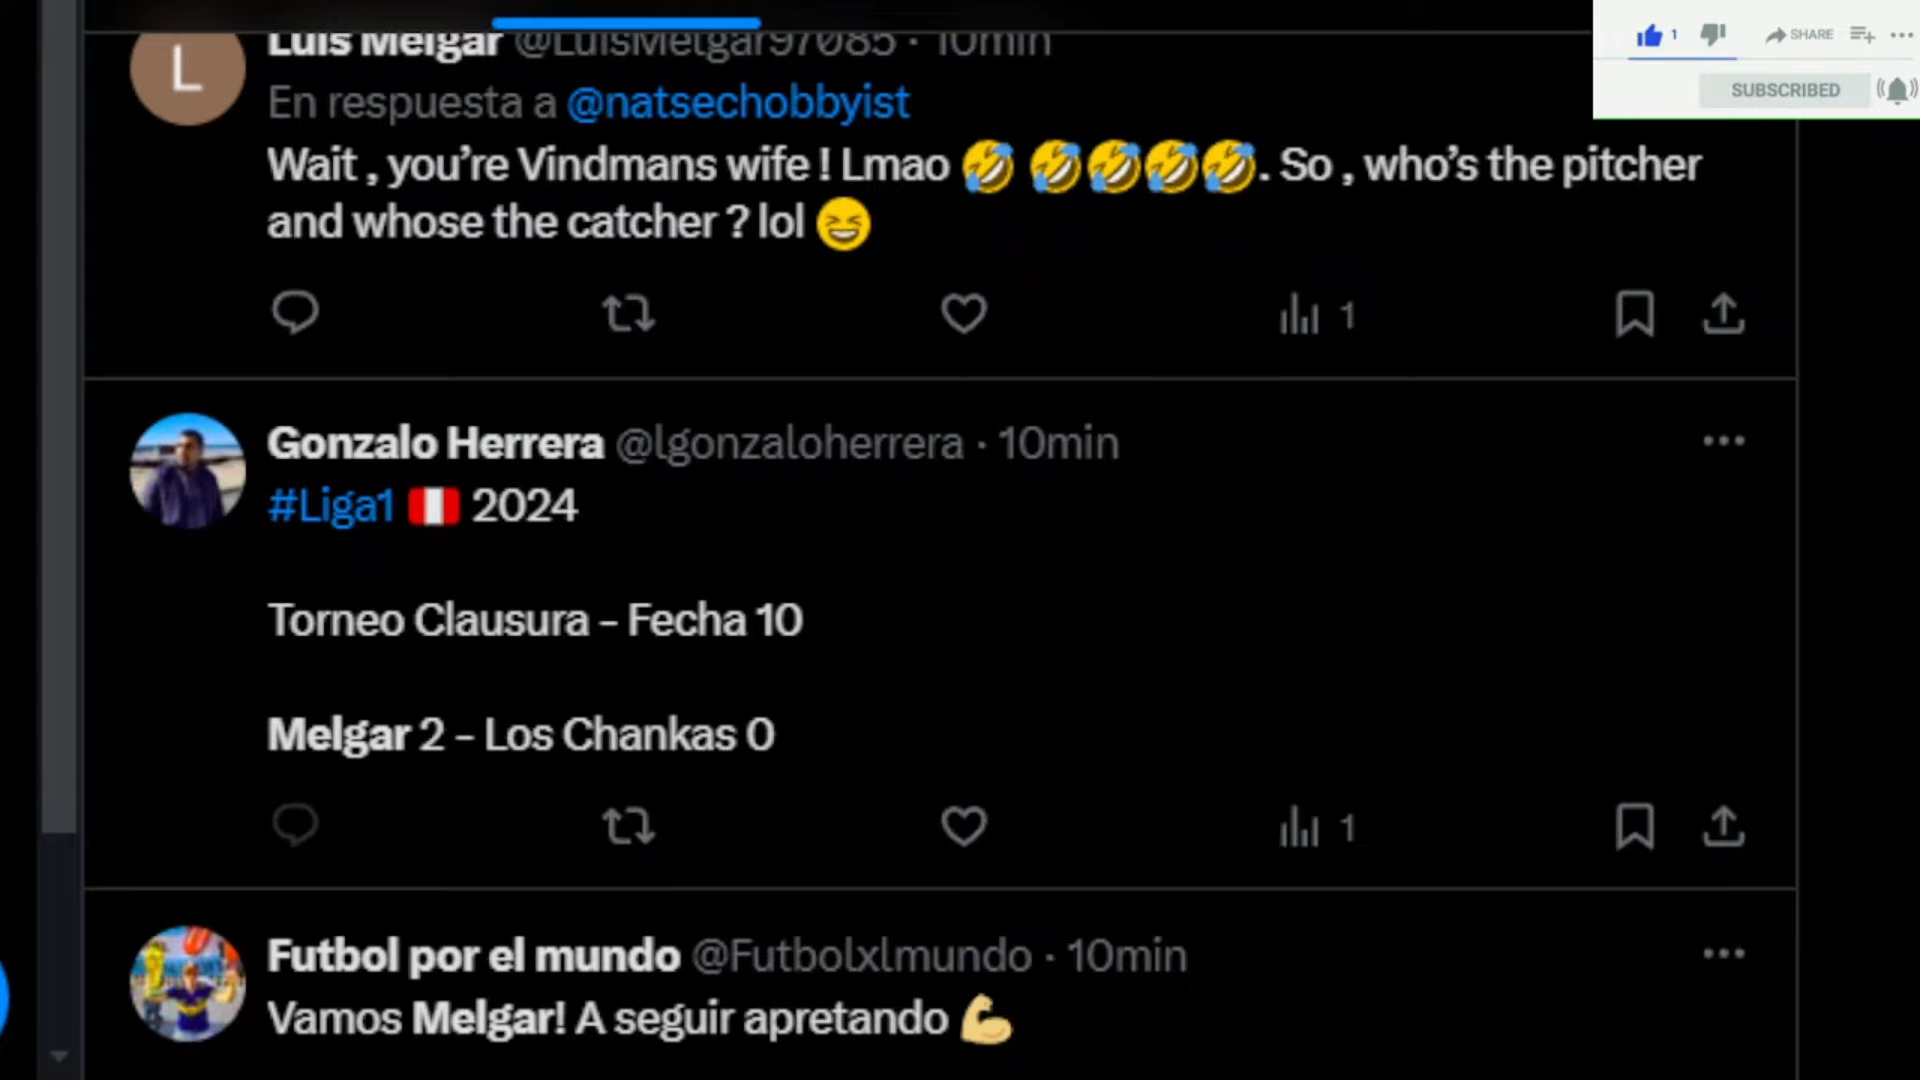 Luis Melgar @LuisMelgar97085 · 10min
1 SHARE
SUBSCRIBED
En respuesta a @natsechobbyist
Wait , you’re Vindmans wife ! Lmao 🤣 🤣🤣🤣🤣. So , who’s the pitcher
and whose the catcher ? lol 😆
1
Gonzalo Herrera @lgonzaloherrera · 10min
#Liga1 🇵🇪 2024
Torneo Clausura – Fecha 10
Melgar 2 – Los Chankas 0
1
Futbol por el mundo @Futbolxlmundo · 10min
Vamos Melgar! A seguir apretando 💪🏼